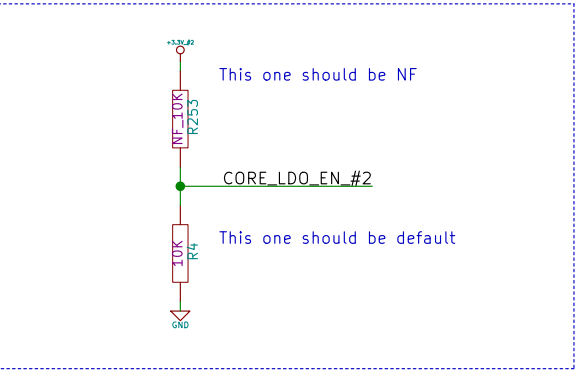 +3.3V_#2
This one should be NF
NF_10K
R253
CORE_LDO_EN_#2
This one should be default
10K
R4
GND